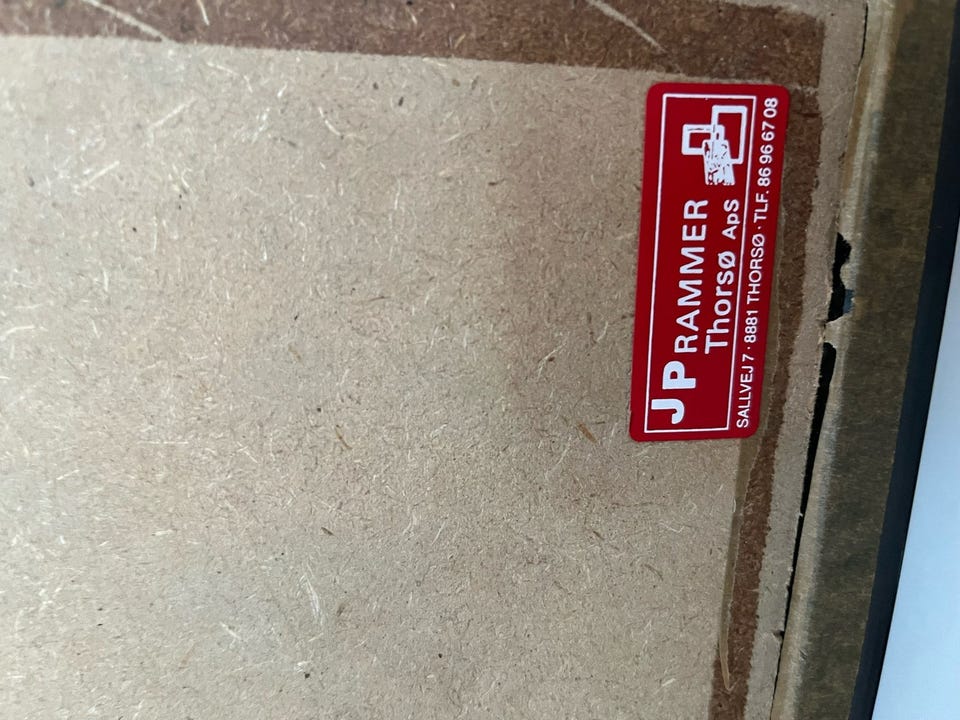 JP RAMMER
Thorsø ApS
SALLVEJ 7 · 8881 THORSØ · TLF. 86 96 67 08